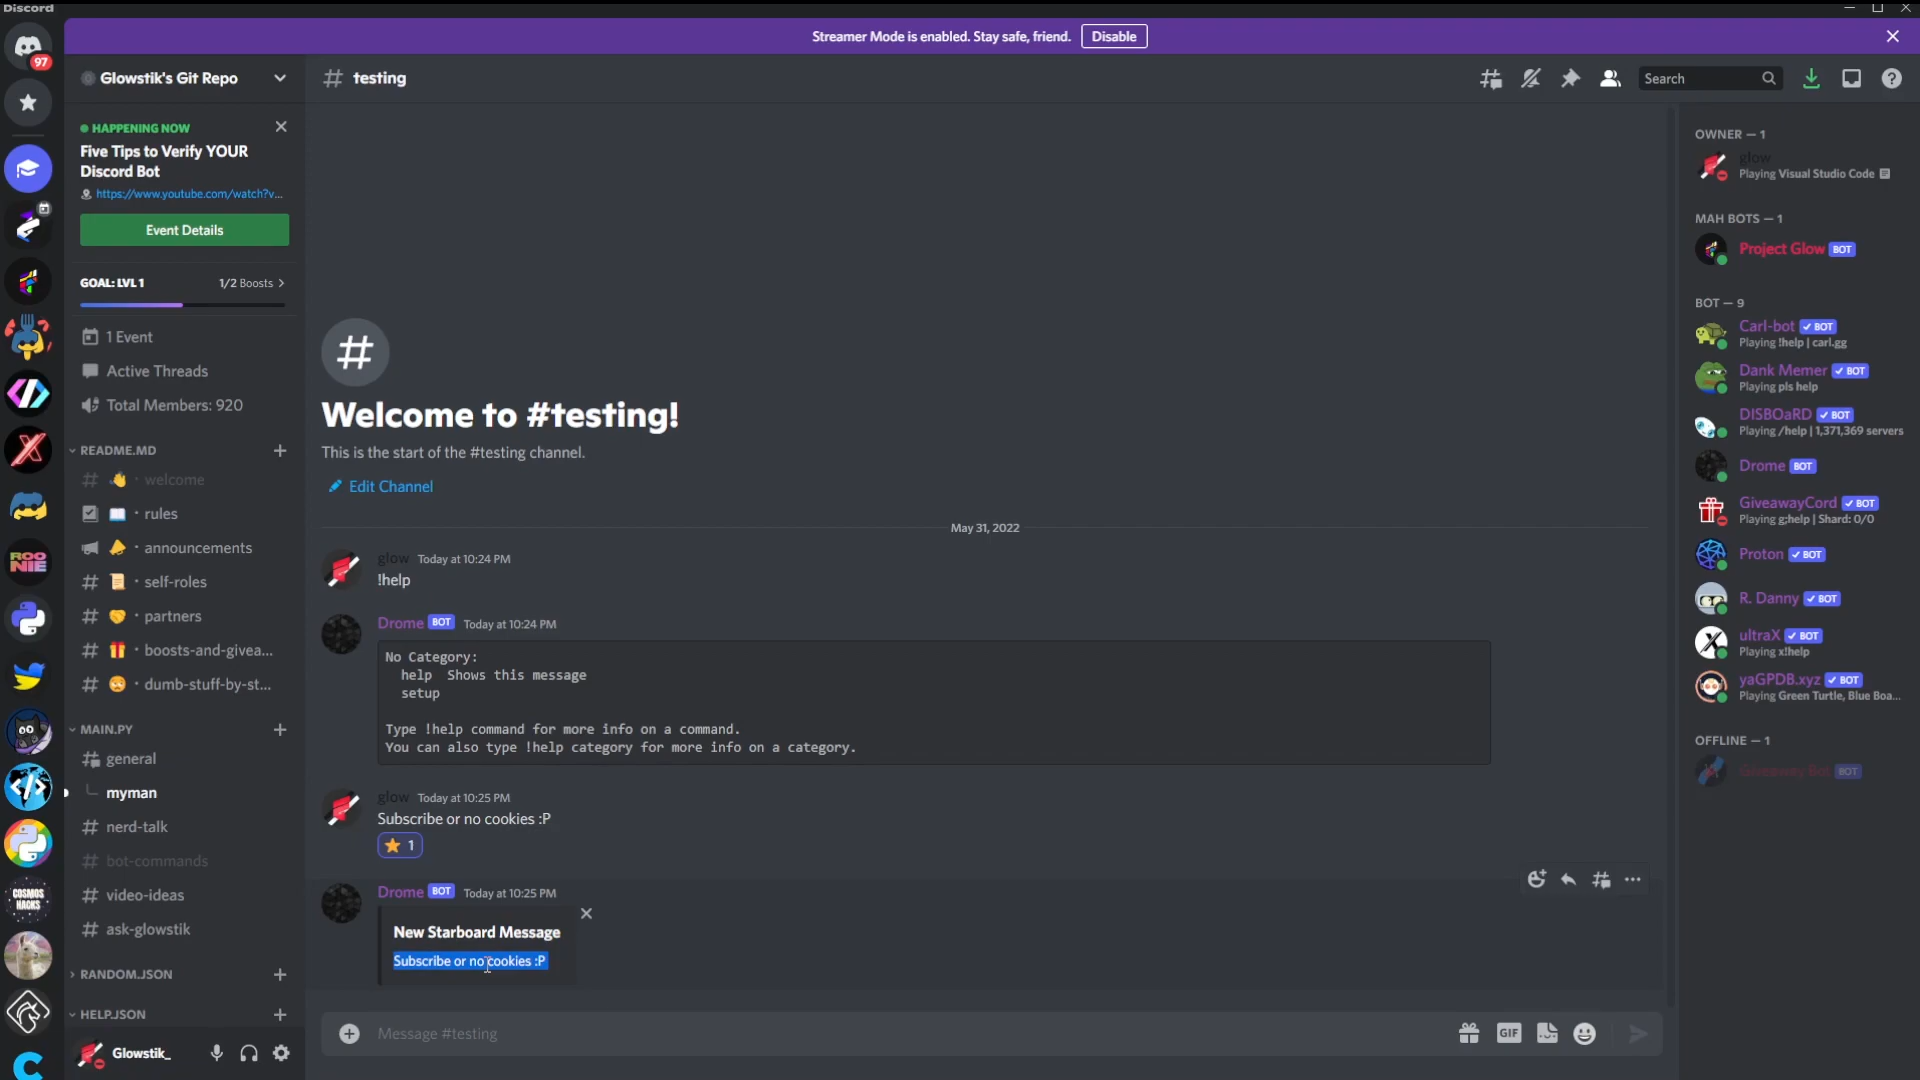 Discord
Streamer Mode is enabled. Stay safe, friend.
Disable
97
Glowstik's Git Repo
HAPPENING NOW
Five Tips to Verify YOUR
Discord Bot
https://www.youtube.com/watch?v...
Event Details
GOAL: LVL 1
1/2 Boosts
1 Event
Active Threads
Total Members: 920
README.MD
welcome
rules
announcements
self-roles
partners
boosts-and-givea...
dumb-stuff-by-st...
MAIN.PY
general
myman
nerd-talk
bot-commands
video-ideas
ask-glowstik
RANDOM.JSON
HELP.JSON
Glowstik_
ROO
NIE
COSMOS
HACKS
# testing
Search
Welcome to #testing!
This is the start of the #testing channel.
Edit Channel
May 31, 2022
glow Today at 10:24 PM
!help
Drome BOT Today at 10:24 PM
No Category:
help Shows this message
setup
Type !help command for more info on a command.
You can also type !help category for more info on a category.
glow Today at 10:25 PM
Subscribe or no cookies :P
1
Drome BOT Today at 10:25 PM
New Starboard Message
Subscribe or no cookies :P
Message #testing
GIF
OWNER — 1
glow
Playing Visual Studio Code
MAH BOTS — 1
Project Glow BOT
BOT — 9
Carl-bot BOT
Playing !help | carl.gg
Dank Memer BOT
Playing pls help
DISBOaRD BOT
Playing /help | 1,371,369 servers
Drome BOT
GiveawayCord BOT
Playing g;help | Shard: 0/0
Proton BOT
R. Danny BOT
ultraX BOT
Playing x!help
yaGPDB.xyz BOT
Playing Green Turtle, Blue Boa...
OFFLINE — 1
Giveaway Bot BOT